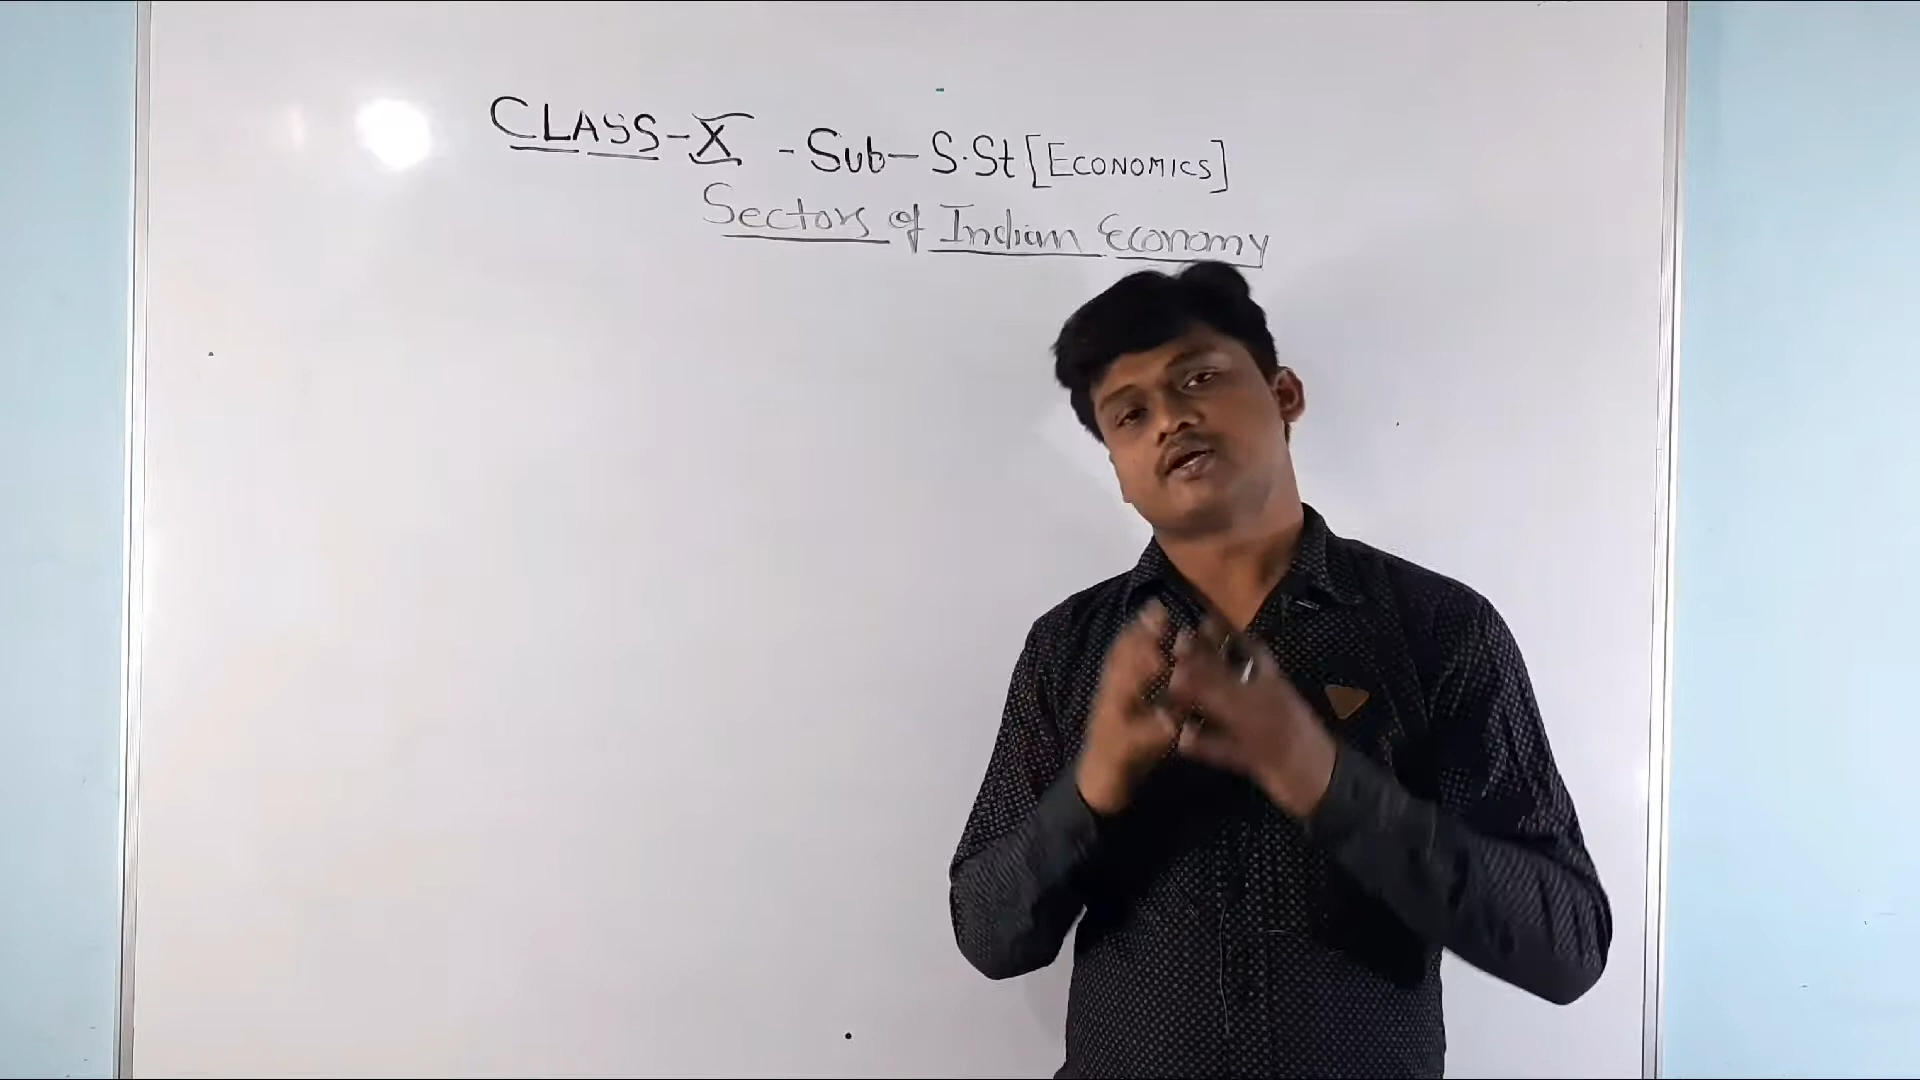 CLASS-X - Sub-S.St [ECONOMICS]
Sectors of Indian Economy